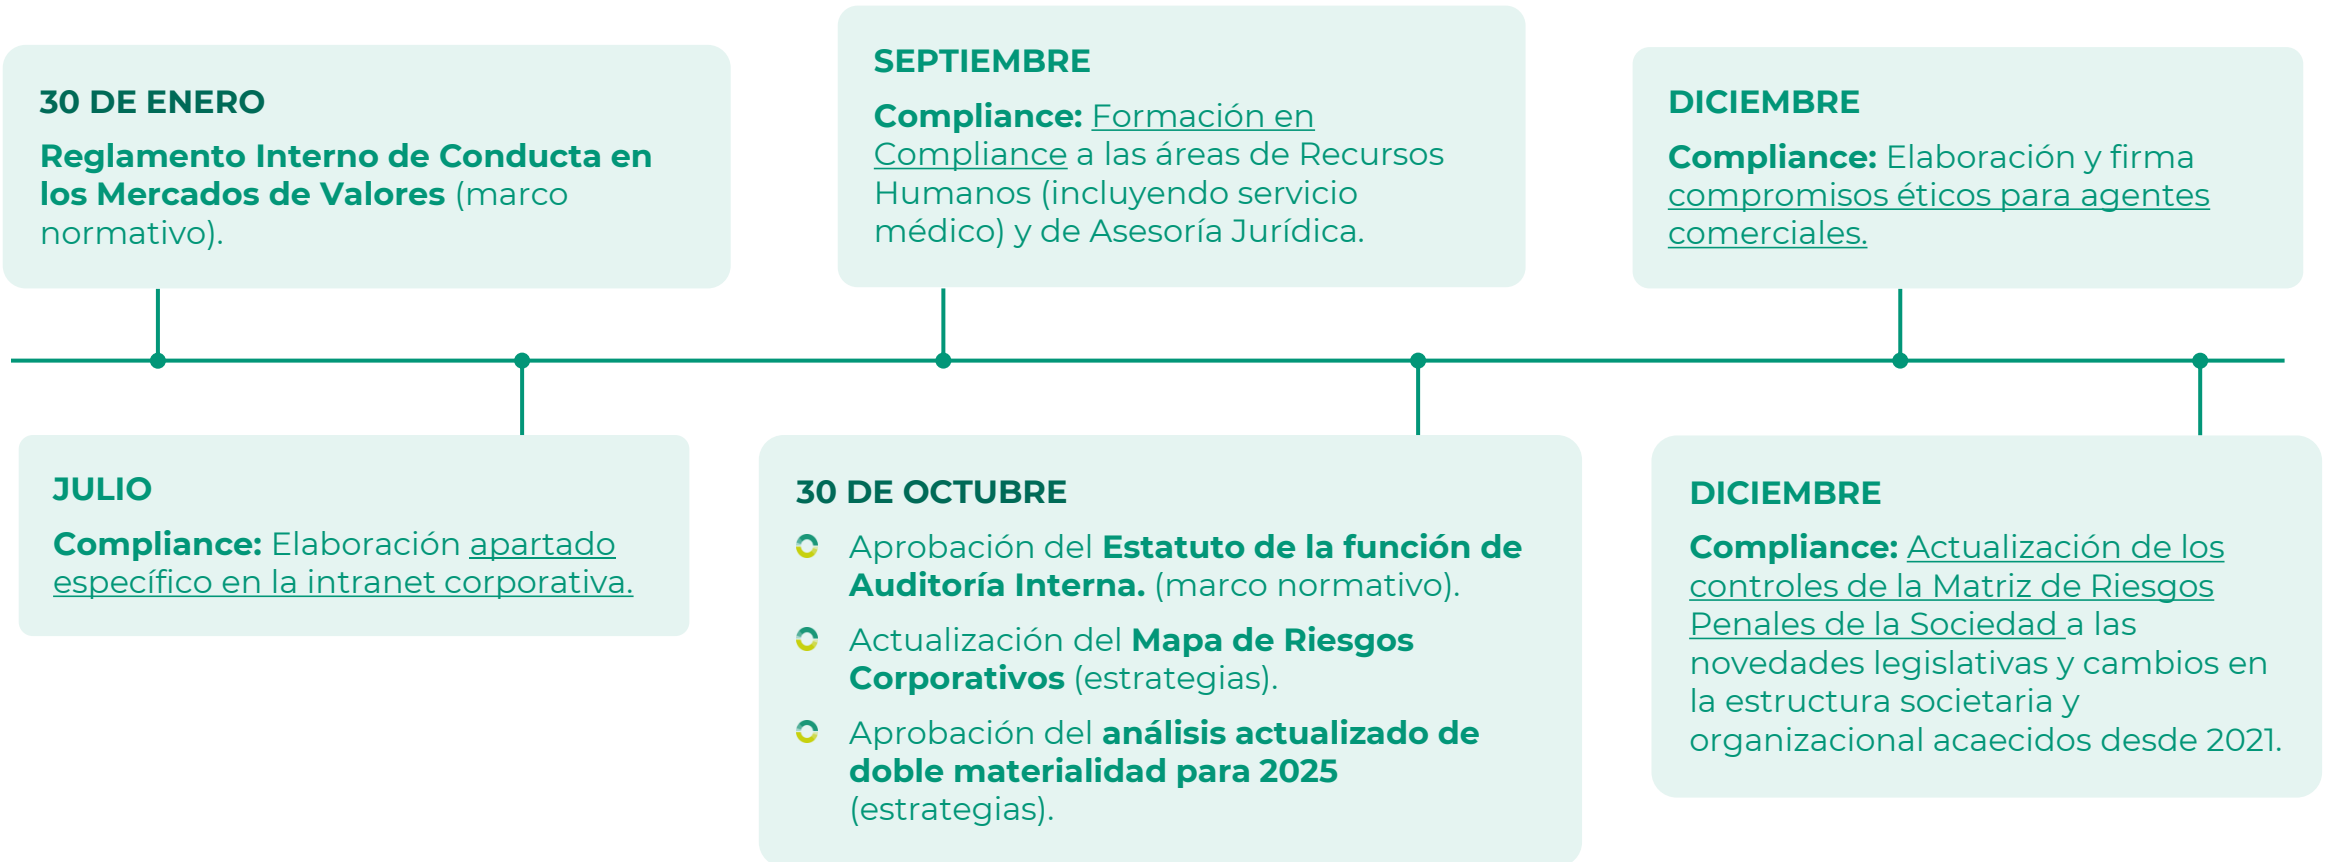 30 DE ENERO
Reglamento Interno de Conducta en
los Mercados de Valores (marco
normativo).
JULIO
Compliance: Elaboración apartado
específico en la intranet corporativa.
SEPTIEMBRE
Compliance: Formación en
Compliance a las áreas de Recursos
Humanos (incluyendo servicio
médico) y de Asesoría Jurídica.
30 DE OCTUBRE
Aprobación del Estatuto de la función de
Auditoría Interna. (marco normativo).
Actualización del Mapa de Riesgos
Corporativos (estrategias).
Aprobación del análisis actualizado de
doble materialidad para 2025
(estrategias).
DICIEMBRE
Compliance: Elaboración y firma
compromisos éticos para agentes
comerciales.
DICIEMBRE
Compliance: Actualización de los
controles de la Matriz de Riesgos
Penales de la Sociedad a las
novedades legislativas y cambios en
la estructura societaria y
organizacional acaecidos desde 2021.